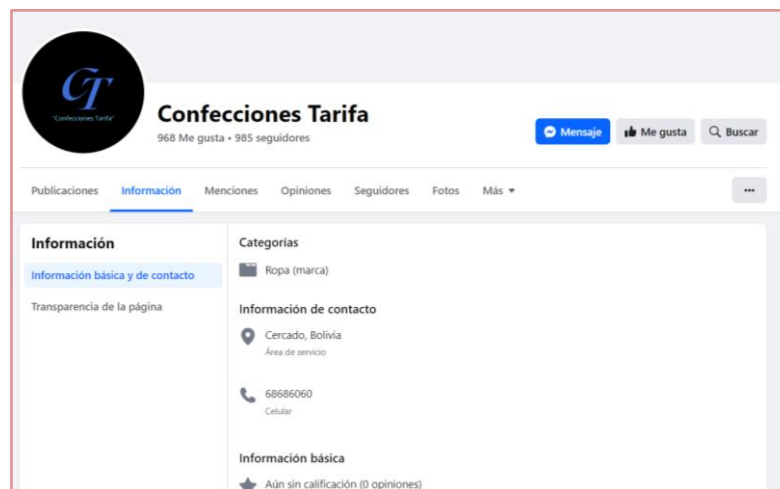 CT
"Confecciones Tarifa"
Confecciones Tarifa
968 Me gusta • 985 seguidores
Mensaje
Me gusta
Buscar
Publicaciones Información Menciones Opiniones Seguidores Fotos Más
Información
Información básica y de contacto
Transparencia de la página
Categorías
Ropa (marca)
Información de contacto
Cercado, Bolivia
Área de servicio
68686060
Celular
Información básica
Aún sin calificación (0 opiniones)